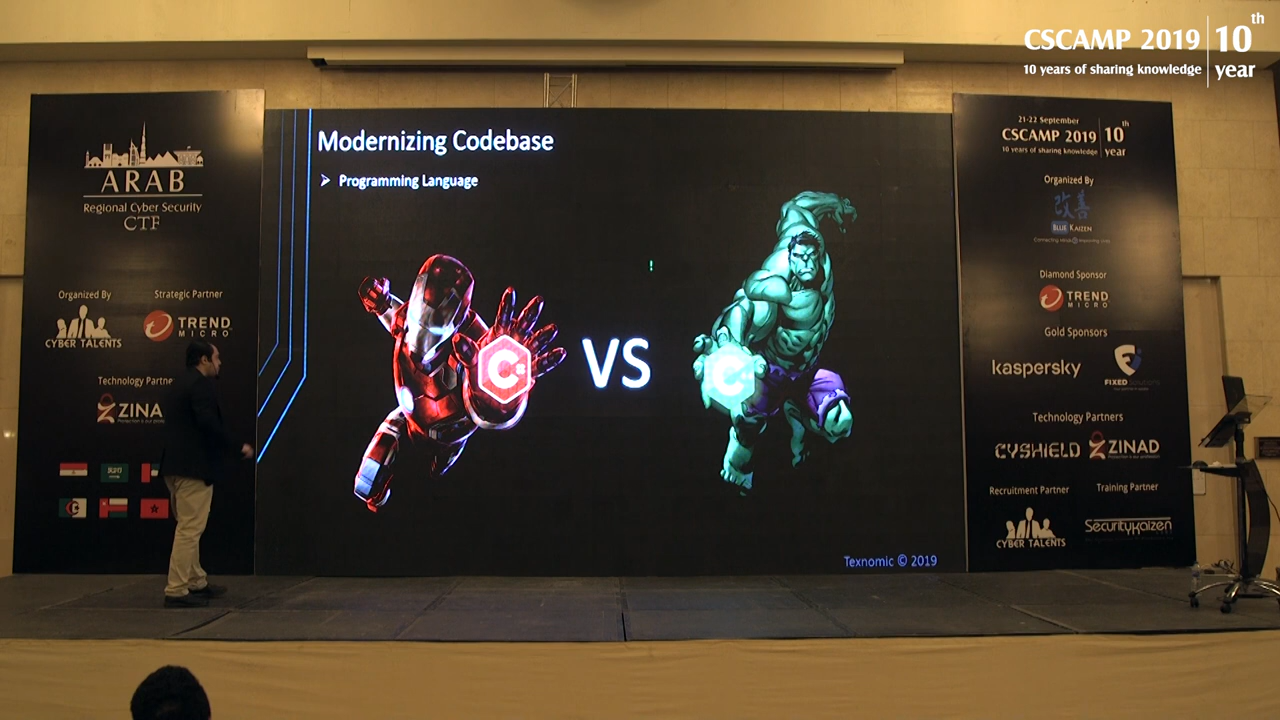 CSCAMP 2019
10 years of sharing knowledge
10th
year
ARAB
Regional Cyber Security
CTF
Organized By
CYBER TALENTS
Strategic Partner
TREND
MICRO
Technology Partne
ZINA
Modernizing Codebase
➢ Programming Language
C#
VS
!
Texnomic © 2019
21-22 September
CSCAMP 2019
10 years of sharing knowledge
10th
year
Organized By
改善
BLUE KAIZEN
Diamond Sponsor
TREND
MICRO
Gold Sponsors
kaspersky
FIXED
Technology Partners
CYSHIELD
ZINAD
Recruitment Partner
CYBER TALENTS
Training Partner
Securitykaizen